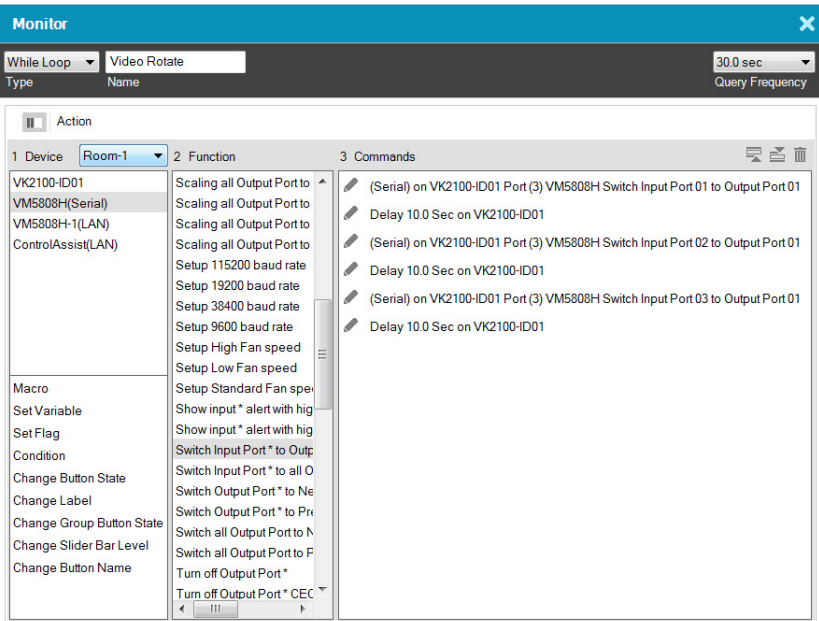 Monitor
While Loop
Video Rotate
30.0 sec
Type
Name
Query Frequency
Action
1 Device
Room-1
2 Function
3 Commands
VK2100-ID01
VM5808H(Serial)
VM5808H-1(LAN)
ControlAssist(LAN)
Macro
Set Variable
Set Flag
Condition
Change Button State
Change Label
Change Group Button State
Change Slider Bar Level
Change Button Name
Scaling all Output Port to
Scaling all Output Port to
Scaling all Output Port to
Scaling all Output Port to
Setup 115200 baud rate
Setup 19200 baud rate
Setup 38400 baud rate
Setup 9600 baud rate
Setup High Fan speed
Setup Low Fan speed
Setup Standard Fan spe
Show input * alert with hig
Show input * alert with hig
Switch Input Port * to Outp
Switch Input Port * to all O
Switch Output Port * to Ne
Switch Output Port * to Pre
Switch all Output Port to N
Switch all Output Port to P
Turn off Output Port *
Turn off Output Port * CEC
(Serial) on VK2100-ID01 Port (3) VM5808H Switch Input Port 01 to Output Port 01
Delay 10.0 Sec on VK2100-ID01
(Serial) on VK2100-ID01 Port (3) VM5808H Switch Input Port 02 to Output Port 01
Delay 10.0 Sec on VK2100-ID01
(Serial) on VK2100-ID01 Port (3) VM5808H Switch Input Port 03 to Output Port 01
Delay 10.0 Sec on VK2100-ID01